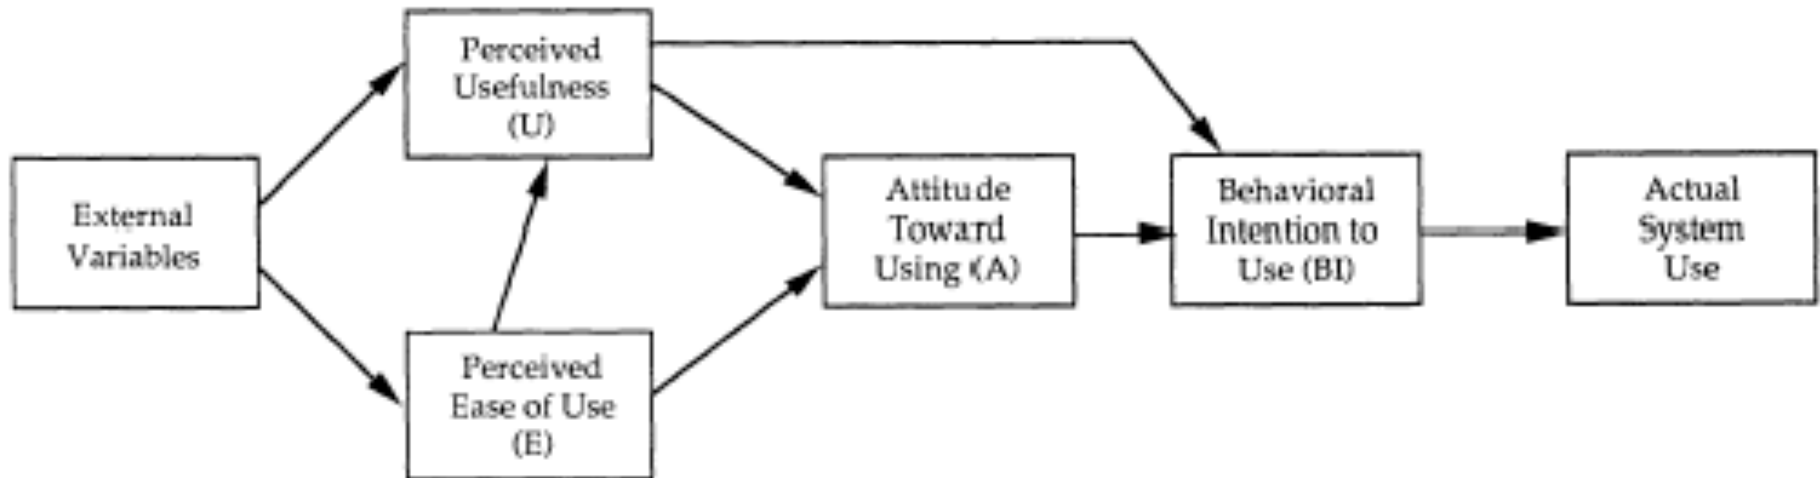 Perceived
Usefulness
(U)
External
Variables
Perceived
Ease of Use
(E)
Attitude
Toward
Using (A)
Behavioral
Intention to
Use (BI)
Actual
System
Use